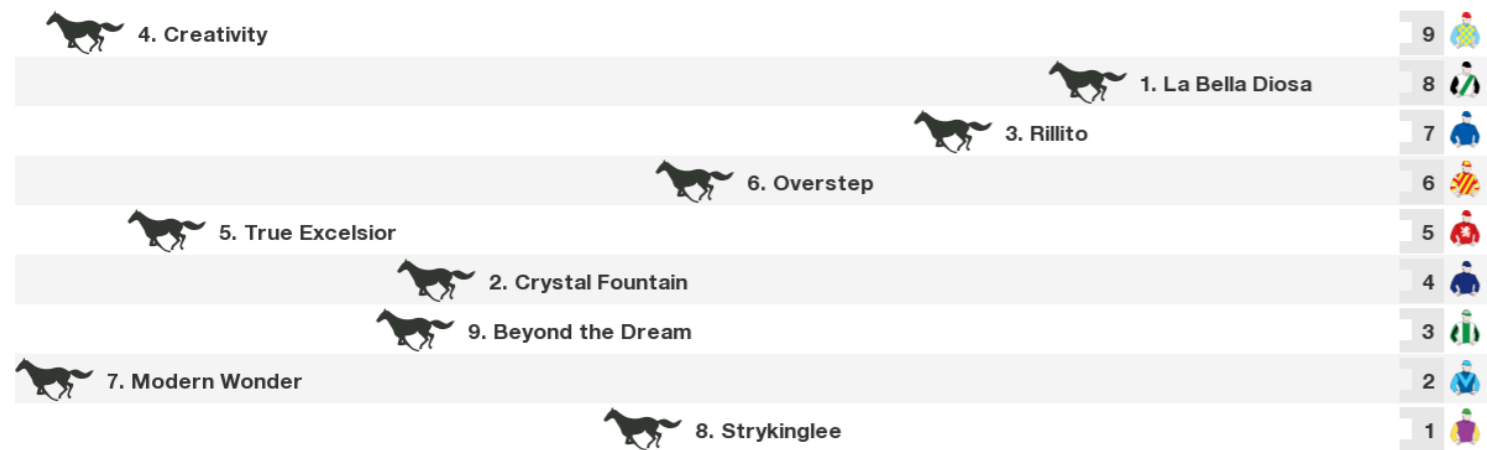 4. Creativity 9
1. La Bella Diosa 8
3. Rillito 7
6. Overstep 6
5. True Excelsior 5
2. Crystal Fountain 4
9. Beyond the Dream 3
7. Modern Wonder 2
8. Strykinglee 1